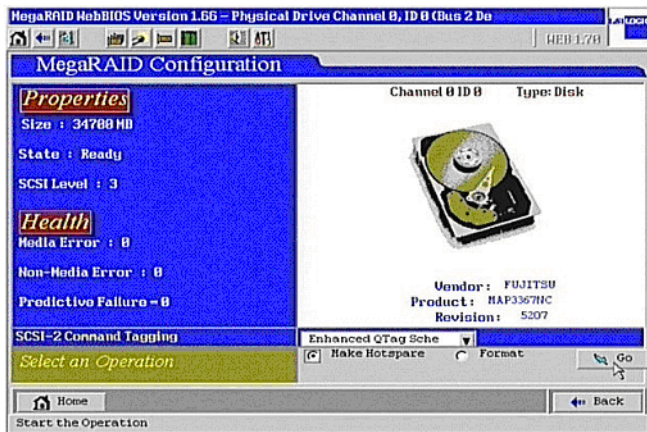 MegaRAID WebBIOS Version 1.66 - Physical Drive Channel 0, ID 0 (Bus 2 De
LSI LOGIC
WEB 1.70
MegaRAID Configuration
Properties
Size : 34700 MB
State : Ready
SCSI Level : 3
Health
Media Error : 0
Non-Media Error : 0
Predictive Failure = 0
Channel 0 ID 0 Type: Disk
Vendor: FUJITSU
Product: MAP3367NC
Revision: 5207
SCSI-2 Command Tagging
Enhanced QTag Sche
Select an Operation
Make Hotspare Format
Go
Home
Back
Start the Operation